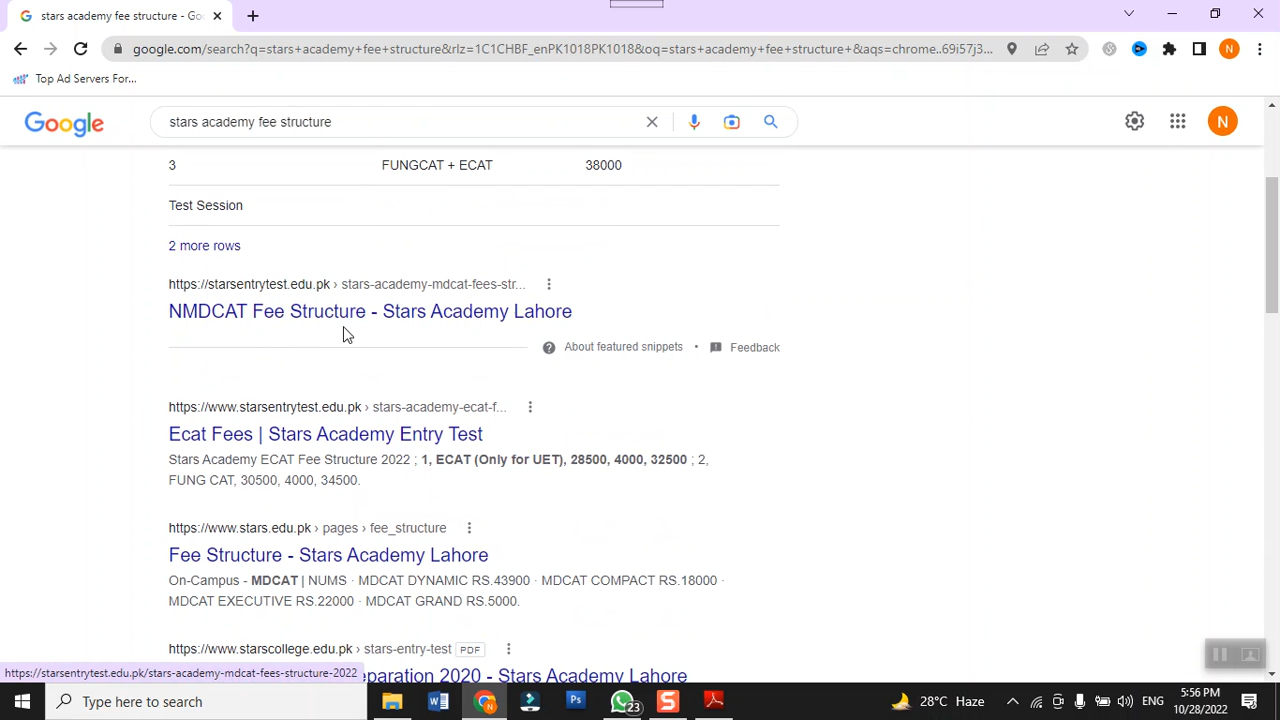 stars academy fee structure - Goo
google.com/search?q=stars+academy+fee+structure&rlz=1C1CHBF_enPK1018PK1018&oq=stars+academy+fee+structure+&aqs=chrome..69i57j3...
N
Top Ad Servers For...
Google
stars academy fee structure
N
3 FUNGCAT + ECAT 38000
Test Session
2 more rows
https://starsentrytest.edu.pk › stars-academy-mdcat-fees-str...
NMDCAT Fee Structure - Stars Academy Lahore
About featured snippets • Feedback
https://www.starsentrytest.edu.pk › stars-academy-ecat-f...
Ecat Fees | Stars Academy Entry Test
Stars Academy ECAT Fee Structure 2022 ; 1, ECAT (Only for UET), 28500, 4000, 32500 ; 2,
FUNG CAT, 30500, 4000, 34500.
https://www.stars.edu.pk › pages › fee_structure
Fee Structure - Stars Academy Lahore
On-Campus - MDCAT | NUMS · MDCAT DYNAMIC RS.43900 · MDCAT COMPACT RS.18000 ·
MDCAT EXECUTIVE RS.22000 · MDCAT GRAND RS.5000.
https://www.starscollege.edu.pk › stars-entry-test PDF
eparation 2020 - Stars Academy Lahore
https://starsentrytest.edu.pk/stars-academy-mdcat-fees-structure-2022
Type here to search
W
N
Ps
23
S
28°C Haze
ENG
5:56 PM
10/28/2022